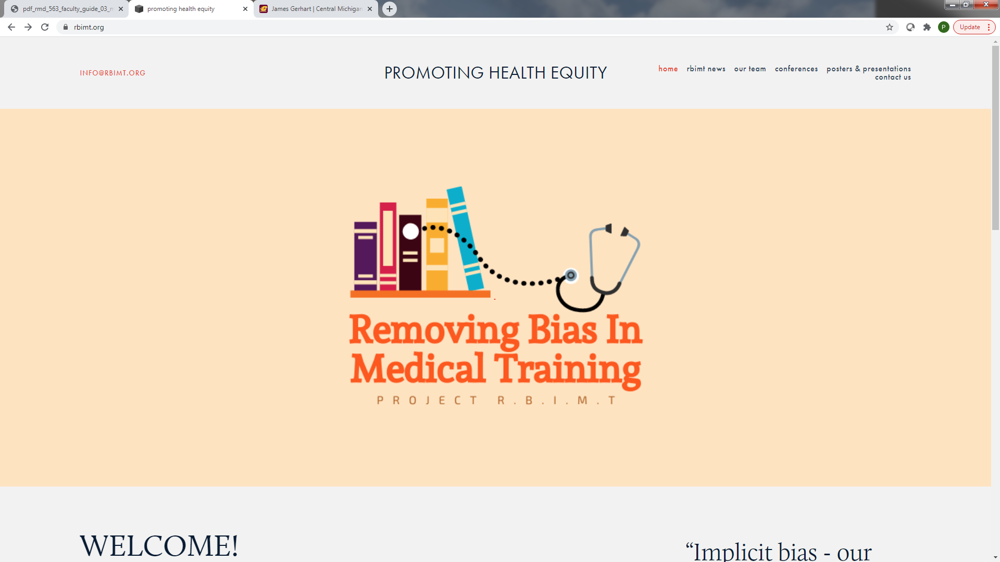 pdf_rmd_563_faculty_guide_03_m
promoting health equity
James Gerhart | Central Michigan
rbimt.org
P
Update
INFO@RBIMT.ORG
PROMOTING HEALTH EQUITY
home rbimt news our team conferences posters & presentations
contact us
Removing Bias In
Medical Training
PROJECT R.B.I.M.T
WELCOME!
“Implicit bias - our